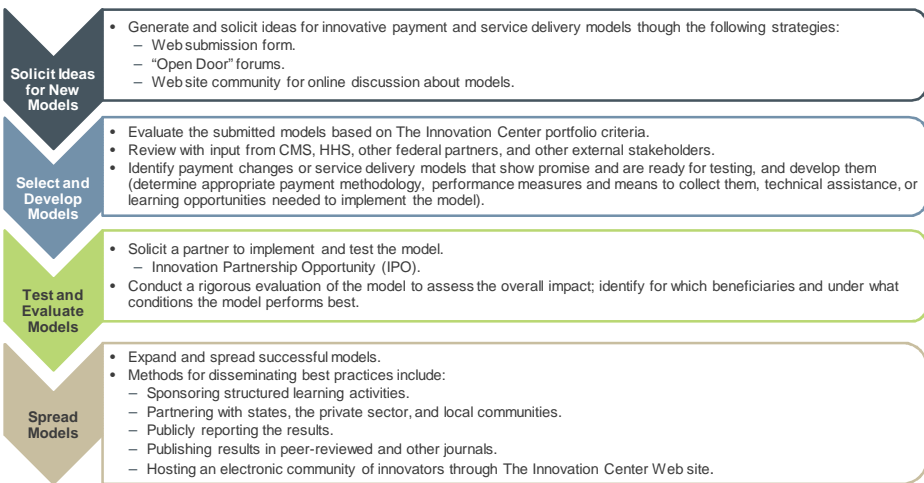 Solicit Ideas
for New
Models
• Generate and solicit ideas for innovative payment and service delivery models though the following strategies:
– Web submission form.
– “Open Door” forums.
– Web site community for online discussion about models.
Select and
Develop
Models
• Evaluate the submitted models based on The Innovation Center portfolio criteria.
• Review with input from CMS, HHS, other federal partners, and other external stakeholders.
• Identify payment changes or service delivery models that show promise and are ready for testing, and develop them
(determine appropriate payment methodology, performance measures and means to collect them, technical assistance, or
learning opportunities needed to implement the model).
Test and
Evaluate
Models
• Solicit a partner to implement and test the model.
– Innovation Partnership Opportunity (IPO).
• Conduct a rigorous evaluation of the model to assess the overall impact; identify for which beneficiaries and under what
conditions the model performs best.
Spread
Models
• Expand and spread successful models.
• Methods for disseminating best practices include:
– Sponsoring structured learning activities.
– Partnering with states, the private sector, and local communities.
– Publicly reporting the results.
– Publishing results in peer-reviewed and other journals.
– Hosting an electronic community of innovators through The Innovation Center Web site.